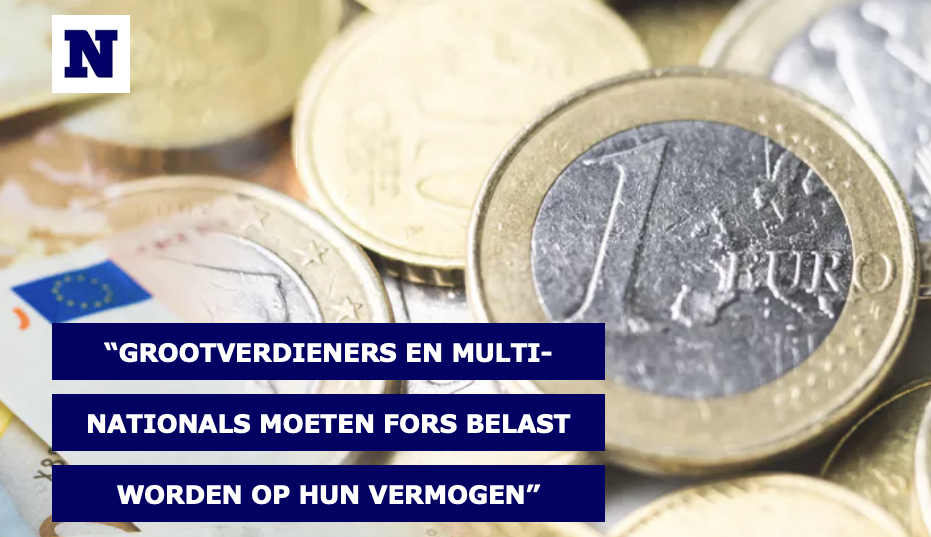 N
1
EURO
“GROOTVERDIENERS EN MULTI-
NATIONALS MOETEN FORS BELAST
WORDEN OP HUN VERMOGEN”